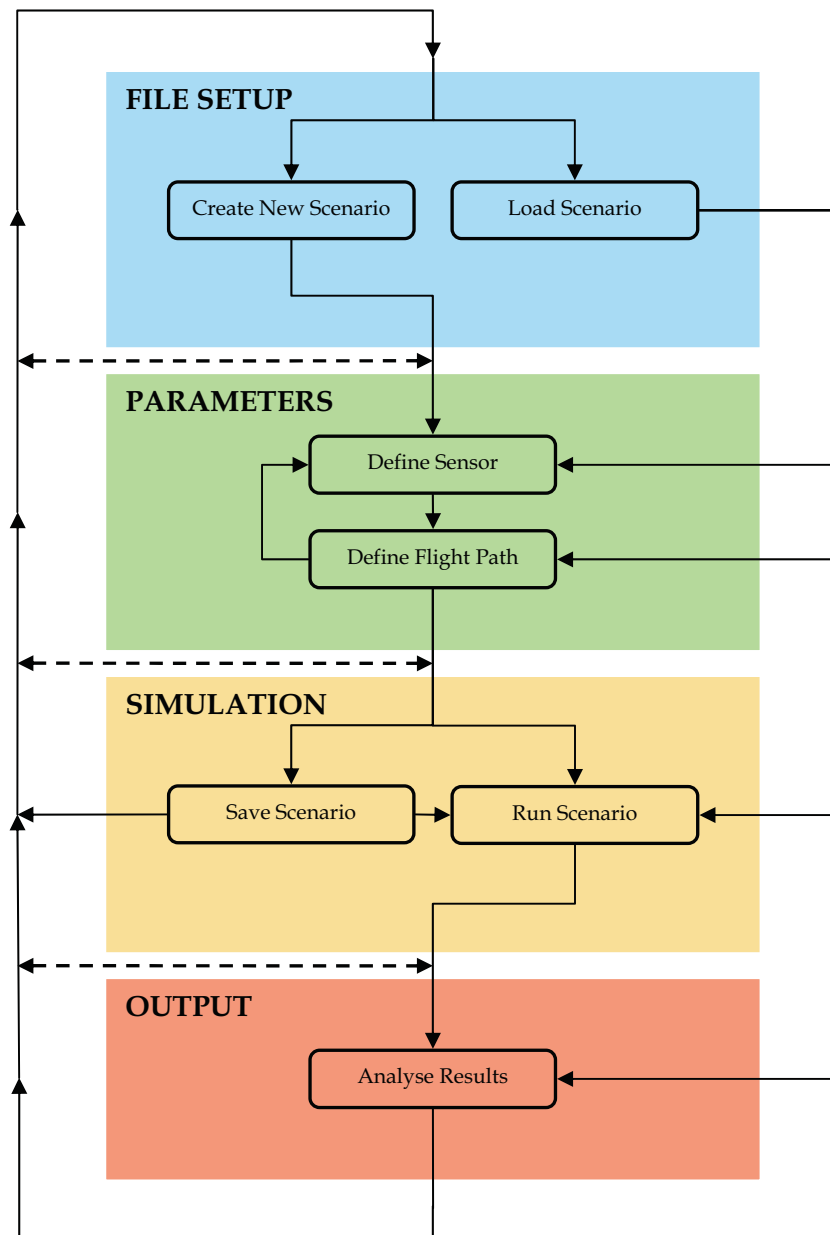 FILE SETUP
Create New Scenario
Load Scenario
PARAMETERS
Define Sensor
Define Flight Path
SIMULATION
Save Scenario
Run Scenario
OUTPUT
Analyse Results